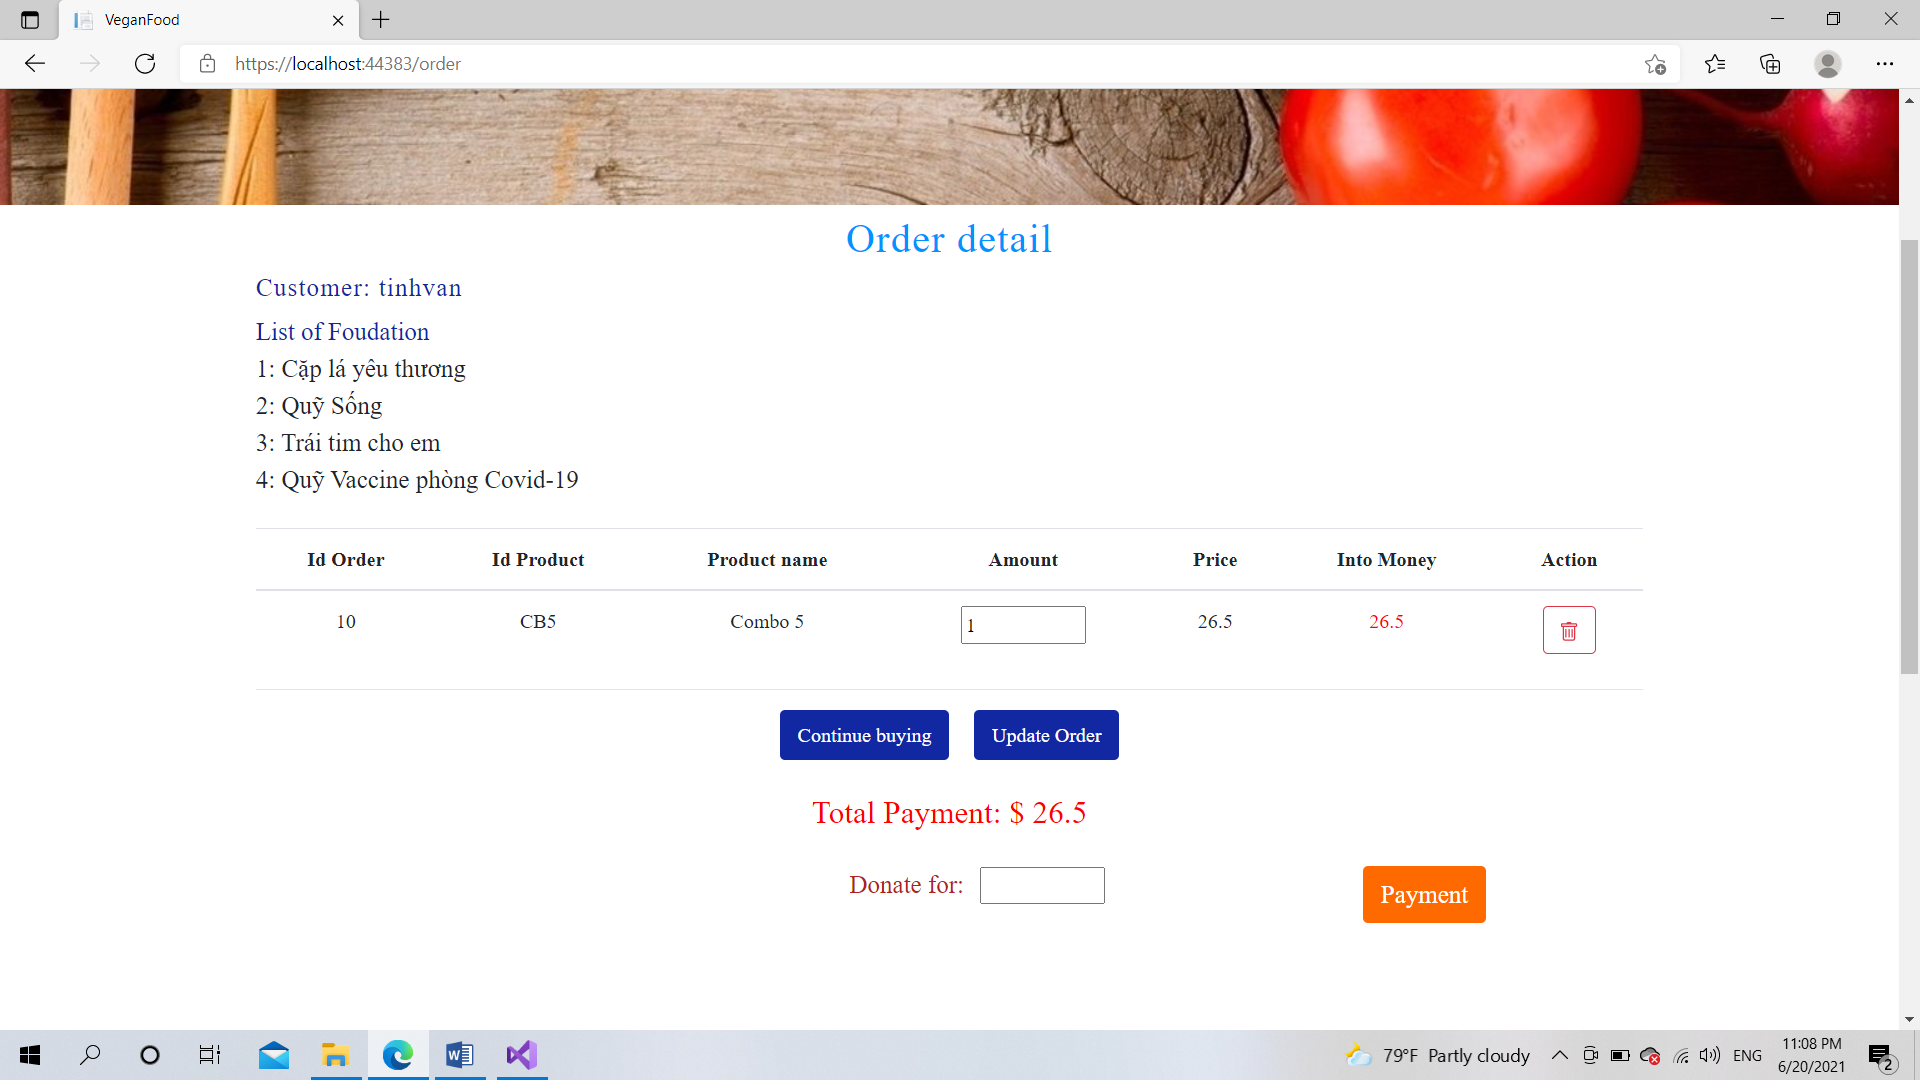 VeganFood
https://localhost:44383/order
Order detail
Customer: tinhvan
List of Foudation
1: Cặp lá yêu thương
2: Quỹ Sống
3: Trái tim cho em
4: Quỹ Vaccine phòng Covid-19
Id Order Id Product Product name Amount Price Into Money Action
10 CB5 Combo 5 1 26.5 26.5
Continue buying Update Order
Total Payment: $ 26.5
Donate for:
Payment
79°F Partly cloudy ENG 11:08 PM
6/20/2021
2